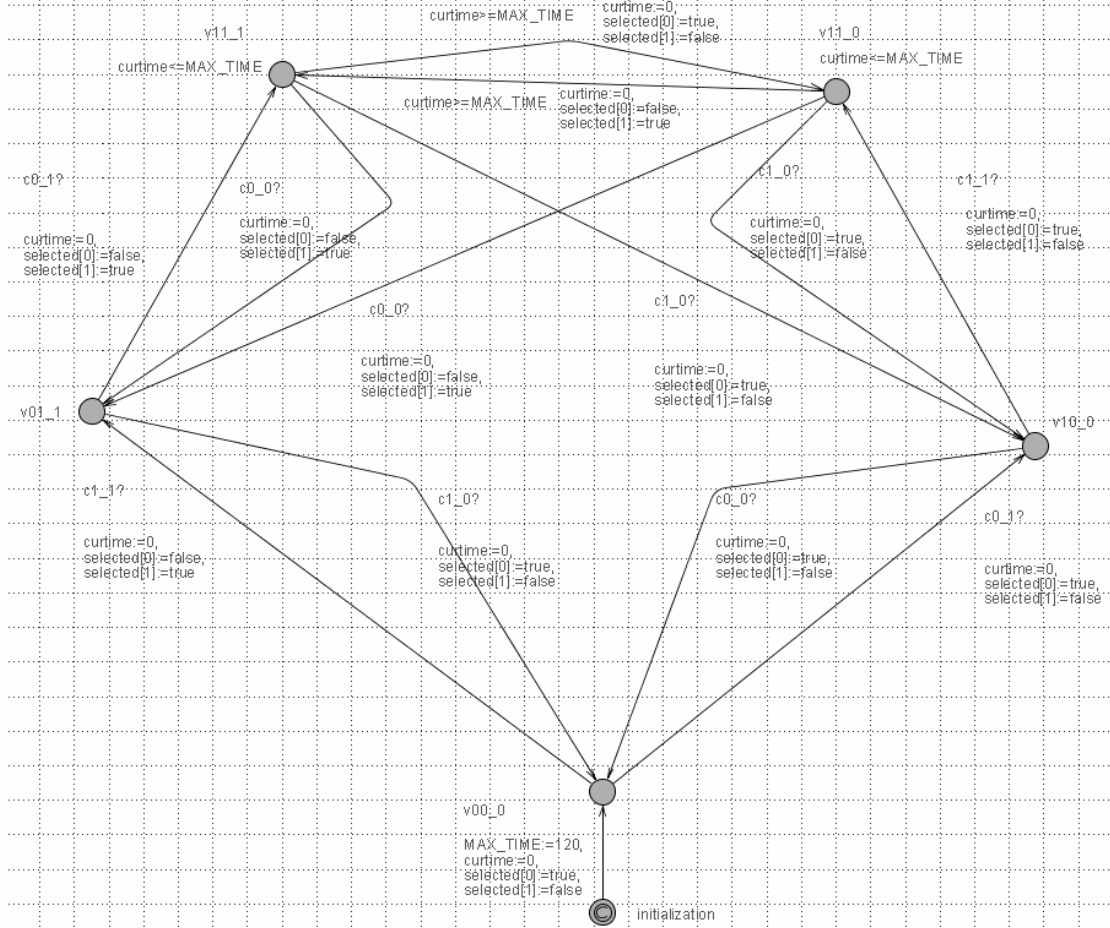 curtime>=MAX_TIME
curtime:=0,
selected[0]:=true,
selected[1]:=false
v11_1
v11_0
curtime<=MAX_TIME
curtime<=MAX_TIME
curtime>=MAX_TIME
curtime:=0,
selected[0]:=false,
selected[1]:=true
c0_1?
curtime:=0,
selected[0]:=false,
selected[1]:=true
c0_0?
curtime:=0,
selected[0]:=false,
selected[1]:=true
c1_0?
curtime:=0,
selected[0]:=true,
selected[1]:=false
c1_1?
curtime:=0,
selected[0]:=true,
selected[1]:=false
c0_0?
curtime:=0,
selected[0]:=false,
selected[1]:=true
c1_0?
curtime:=0,
selected[0]:=true,
selected[1]:=false
v01_1
v10_0
c1_1?
curtime:=0,
selected[0]:=false,
selected[1]:=true
c1_0?
curtime:=0,
selected[0]:=true,
selected[1]:=false
c0_0?
curtime:=0,
selected[0]:=true,
selected[1]:=false
c0_1?
curtime:=0,
selected[0]:=true,
selected[1]:=false
v00_0
MAX_TIME:=120,
curtime:=0,
selected[0]:=true,
selected[1]:=false
initialization